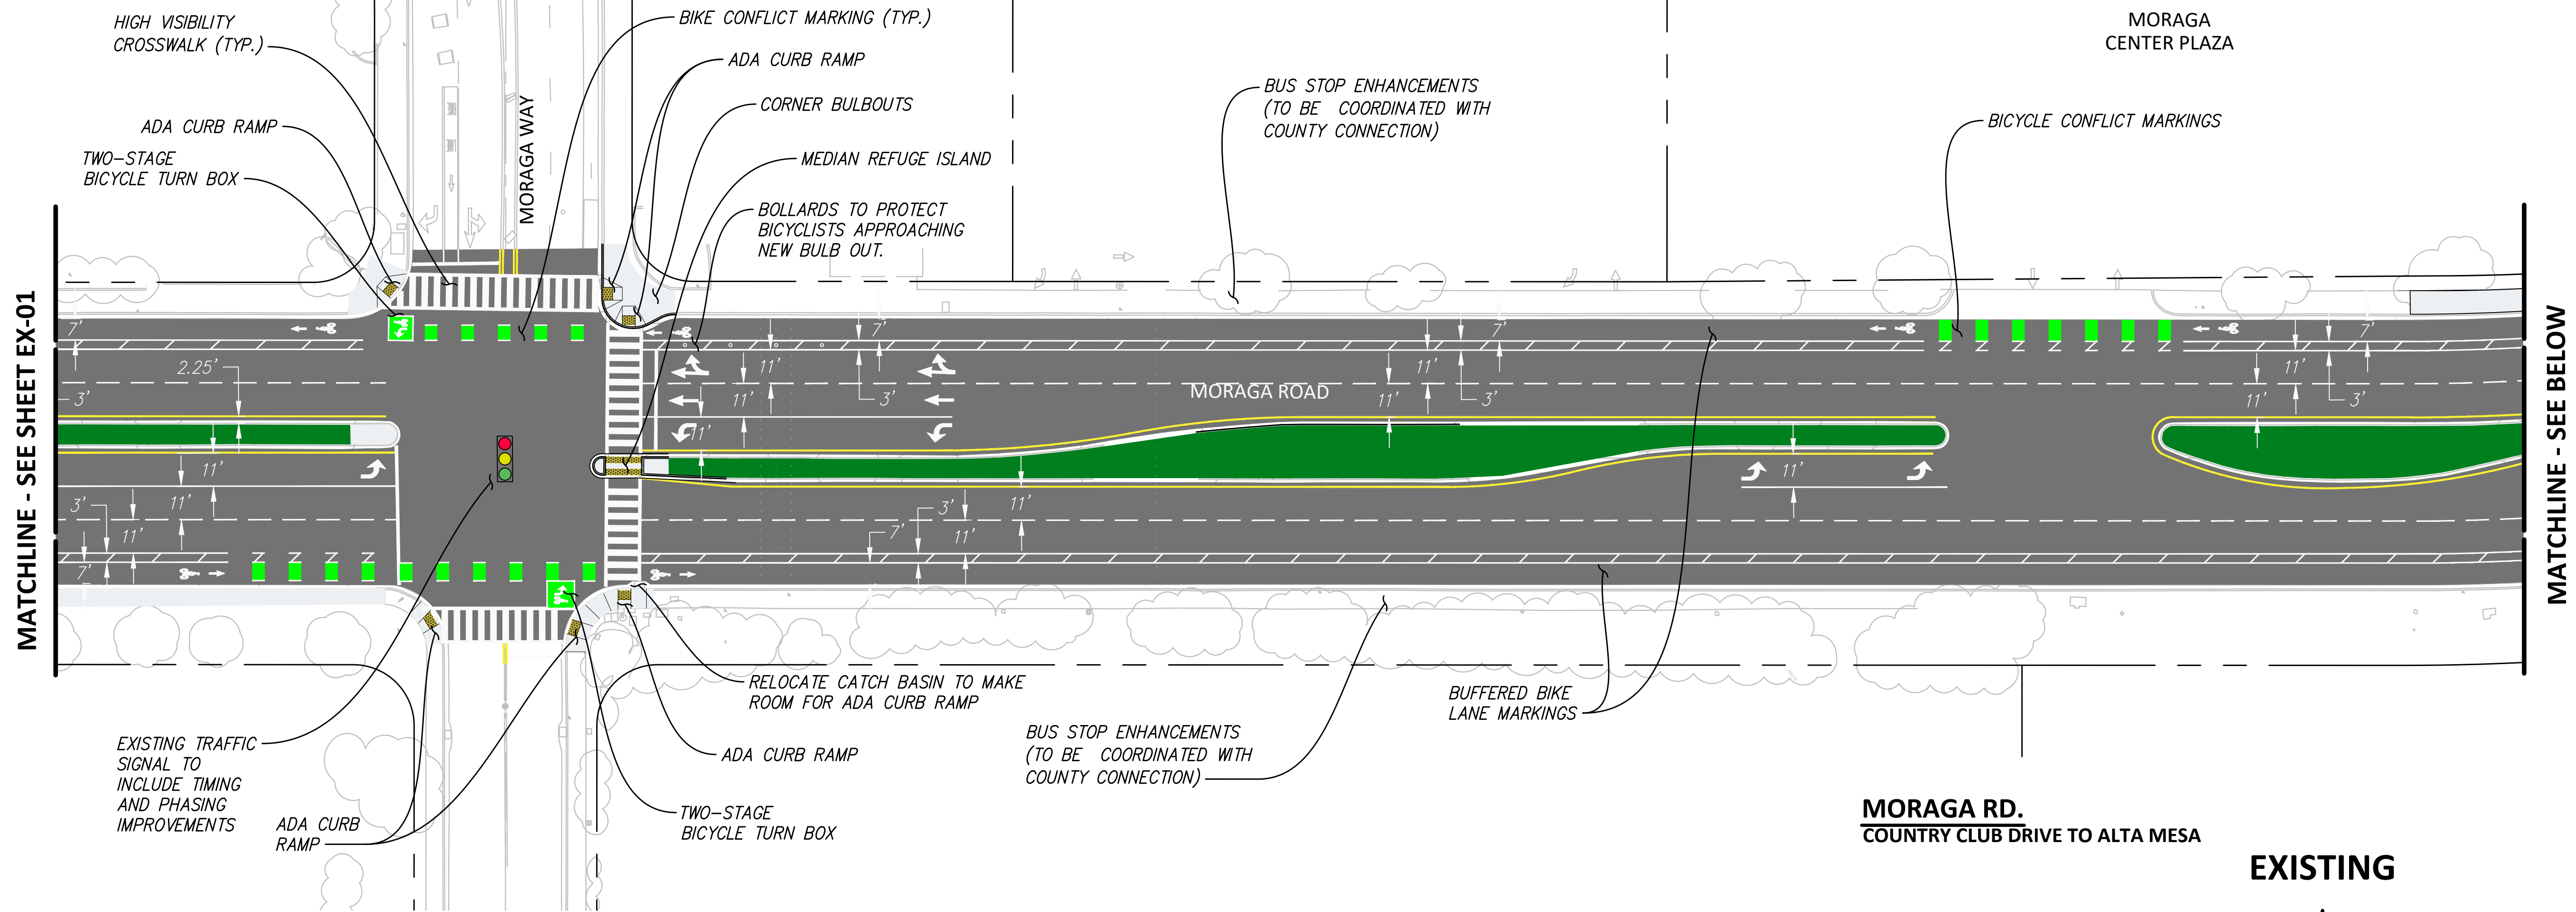 HIGH VISIBILITY
CROSSWALK (TYP.)
ADA CURB RAMP
TWO-STAGE
BICYCLE TURN BOX
MORAGA WAY
BIKE CONFLICT MARKING (TYP.)
ADA CURB RAMP
CORNER BULBOUTS
MEDIAN REFUGE ISLAND
BOLLARDS TO PROTECT
BICYCLISTS APPROACHING
NEW BULB OUT.
BUS STOP ENHANCEMENTS
(TO BE COORDINATED WITH
COUNTY CONNECTION)
MORAGA
CENTER PLAZA
BICYCLE CONFLICT MARKINGS
MATCHLINE - SEE SHEET EX-01
7'
2.25'
3'
11'
11'
3'
11'
7'
7'
11'
11'
3'
11'
MORAGA ROAD
7'
11'
11'
3'
7'
11'
11'
3'
11'
11'
3'
11'
7'
MATCHLINE - SEE BELOW
RELOCATE CATCH BASIN TO MAKE
ROOM FOR ADA CURB RAMP
ADA CURB RAMP
TWO-STAGE
BICYCLE TURN BOX
EXISTING TRAFFIC
SIGNAL TO
INCLUDE TIMING
AND PHASING
IMPROVEMENTS
ADA CURB
RAMP
BUS STOP ENHANCEMENTS
(TO BE COORDINATED WITH
COUNTY CONNECTION)
BUFFERED BIKE
LANE MARKINGS
MORAGA RD.
COUNTRY CLUB DRIVE TO ALTA MESA
EXISTING